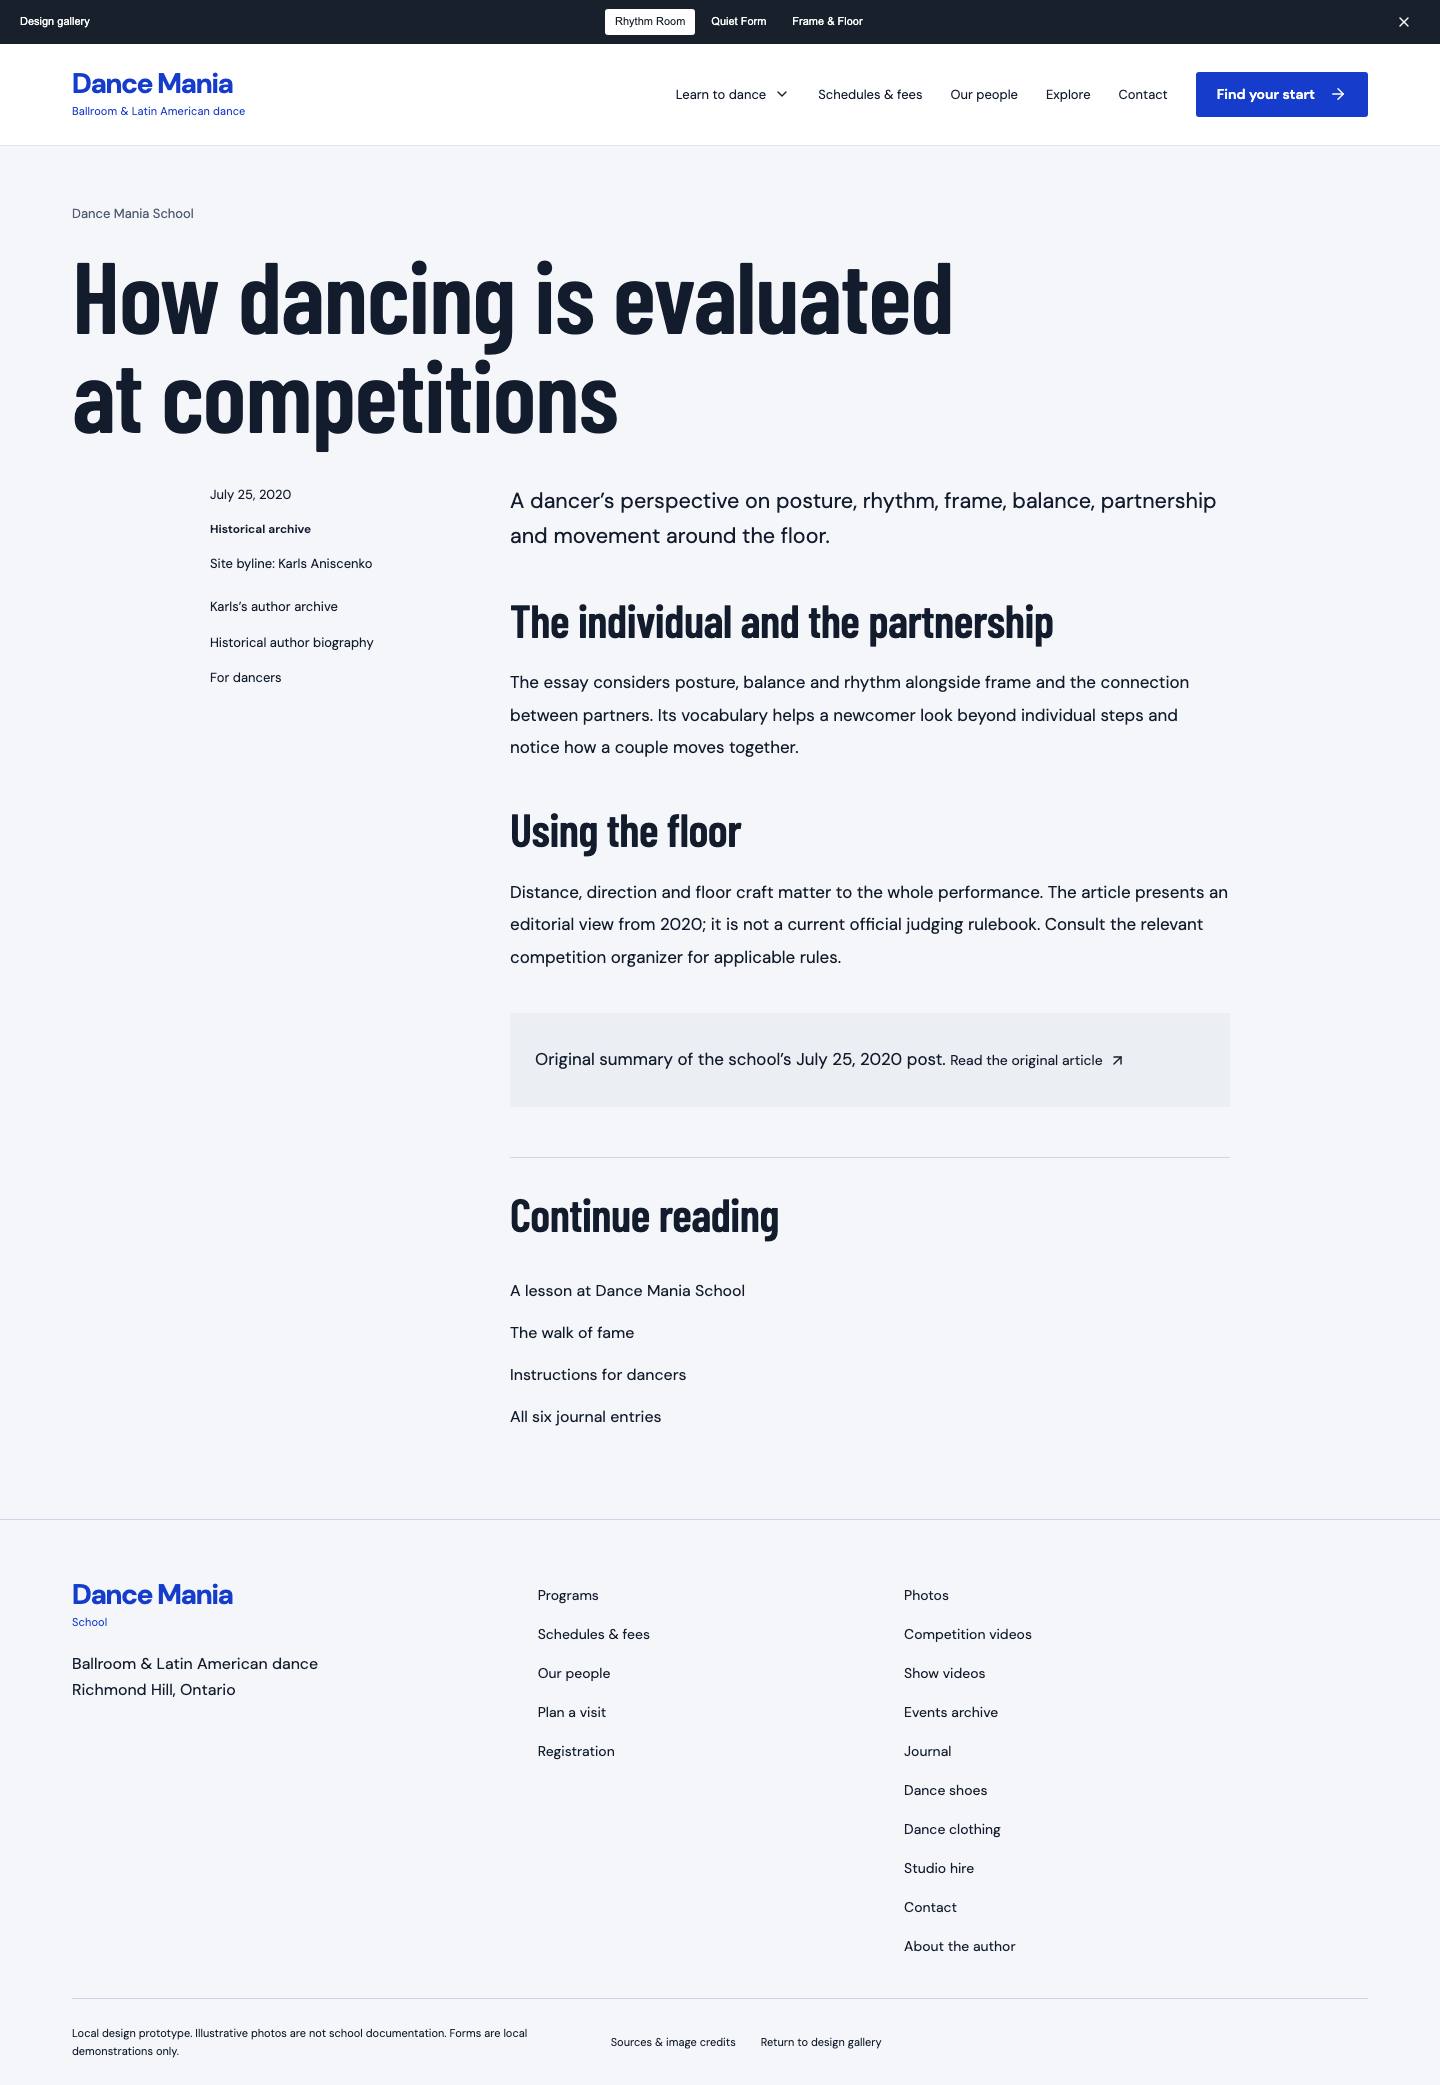 Design gallery
Rhythm Room
Quiet Form
Frame & Floor
Dance Mania
Ballroom & Latin American dance
Learn to dance
Schedules & fees
Our people
Explore
Contact
Find your start
Dance Mania School
How dancing is evaluated
at competitions
July 25, 2020
Historical archive
Site byline: Karls Aniscenko
Karls’s author archive
Historical author biography
For dancers
A dancer’s perspective on posture, rhythm, frame, balance, partnership
and movement around the floor.
The individual and the partnership
The essay considers posture, balance and rhythm alongside frame and the connection
between partners. Its vocabulary helps a newcomer look beyond individual steps and
notice how a couple moves together.
Using the floor
Distance, direction and floor craft matter to the whole performance. The article presents an
editorial view from 2020; it is not a current official judging rulebook. Consult the relevant
competition organizer for applicable rules.
Original summary of the school’s July 25, 2020 post. Read the original article
Continue reading
A lesson at Dance Mania School
The walk of fame
Instructions for dancers
All six journal entries
Dance Mania
School
Ballroom & Latin American dance
Richmond Hill, Ontario
Programs
Schedules & fees
Our people
Plan a visit
Registration
Photos
Competition videos
Show videos
Events archive
Journal
Dance shoes
Dance clothing
Studio hire
Contact
About the author
Local design prototype. Illustrative photos are not school documentation. Forms are local
demonstrations only.
Sources & image credits
Return to design gallery